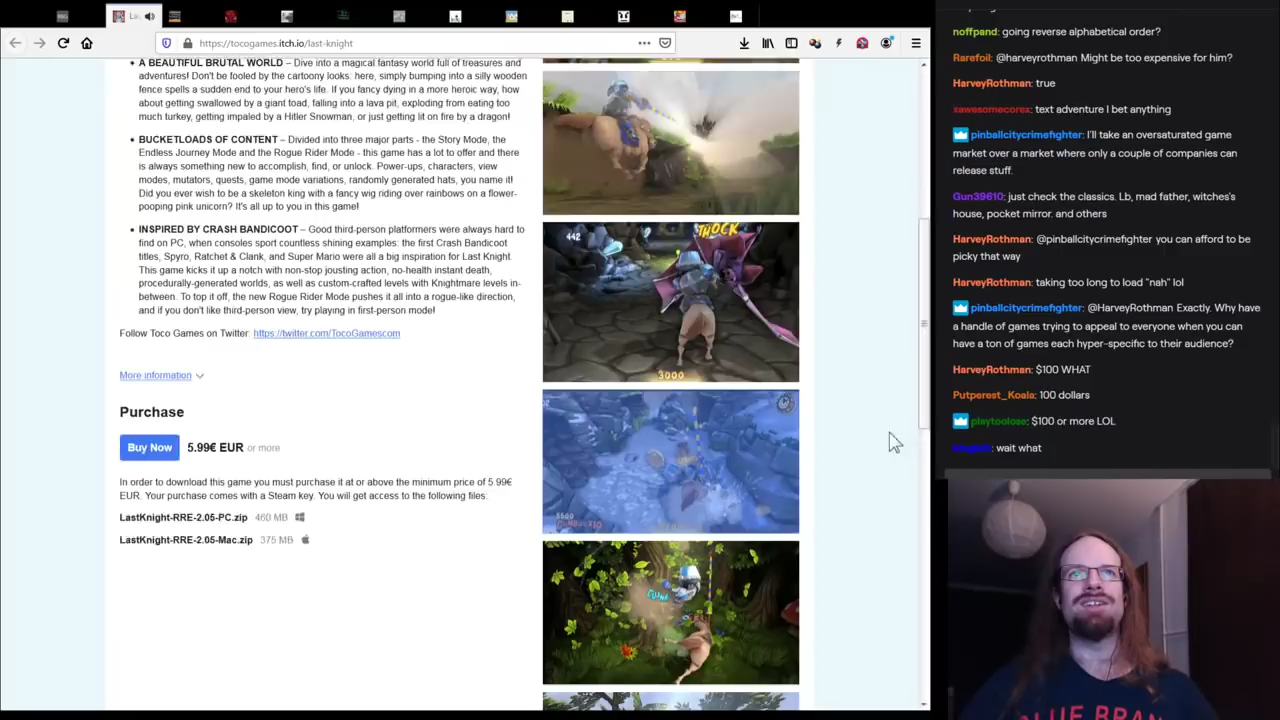 https://tocogames.itch.io/last-knight
A BEAUTIFUL BRUTAL WORLD – Dive into a magical fantasy world full of treasures and
adventures! Don't be fooled by the cartoony looks: here, simply bumping into a silly wooden
fence spells a sudden end to your hero's life. If you fancy dying in a more heroic way, how
about getting swallowed by a giant toad, falling into a lava pit, exploding from eating too
much turkey, getting impaled by a Hitler Snowman, or just getting lit on fire by a dragon!
BUCKETLOADS OF CONTENT – Divided into three major parts - the Story Mode, the
Endless Journey Mode and the Rogue Rider Mode - this game has a lot to offer and there
is always something new to accomplish, find, or unlock. Power-ups, characters, view
modes, mutators, quests, game mode variations, randomly generated hats, you name it!
Did you ever wish to be a skeleton king with a fancy wig riding over rainbows on a flower-
pooping pink unicorn? It's all up to you in this game!
INSPIRED BY CRASH BANDICOOT – Good third-person platformers were always hard to
find on PC, when consoles sport countless shining examples: the first Crash Bandicoot
titles, Spyro, Ratchet & Clank, and Super Mario were all a big inspiration for Last Knight.
This game kicks it up a notch with non-stop jousting action, no-health instant death,
procedurally-generated worlds, as well as custom-crafted levels with Knightmare levels in-
between. To top it off, the new Rogue Rider Mode pushes it all into a rogue-like direction,
and if you don't like third-person view, try playing in first-person mode!
Follow Toco Games on Twitter: https://twitter.com/TocoGamescom
More information
Purchase
Buy Now 5.99€ EUR or more
In order to download this game you must purchase it at or above the minimum price of 5.99€
EUR. Your purchase comes with a Steam key. You will get access to the following files:
LastKnight-RRE-2.05-PC.zip 460 MB
LastKnight-RRE-2.05-Mac.zip 375 MB
442
THOCK
3000
noffpand: going reverse alphabetical order?
Rarefoil: @harveyrothman Might be too expensive for him?
HarveyRothman: true
xawesomecorex: text adventure I bet anything
pinballcitycrimefighter: I'll take an oversaturated game
market over a market where only a couple of companies can
release stuff.
Gun39610: just check the classics. Lb, mad father, witches's
house, pocket mirror. and others
HarveyRothman: @pinballcitycrimefighter you can afford to be
picky that way
HarveyRothman: taking too long to load "nah" lol
pinballcitycrimefighter: @HarveyRothman Exactly. Why have
a handle of games trying to appeal to everyone when you can
have a ton of games each hyper-specific to their audience?
HarveyRothman: $100 WHAT
Putperest_Koala: 100 dollars
playtoolose: $100 or more LOL
wait what